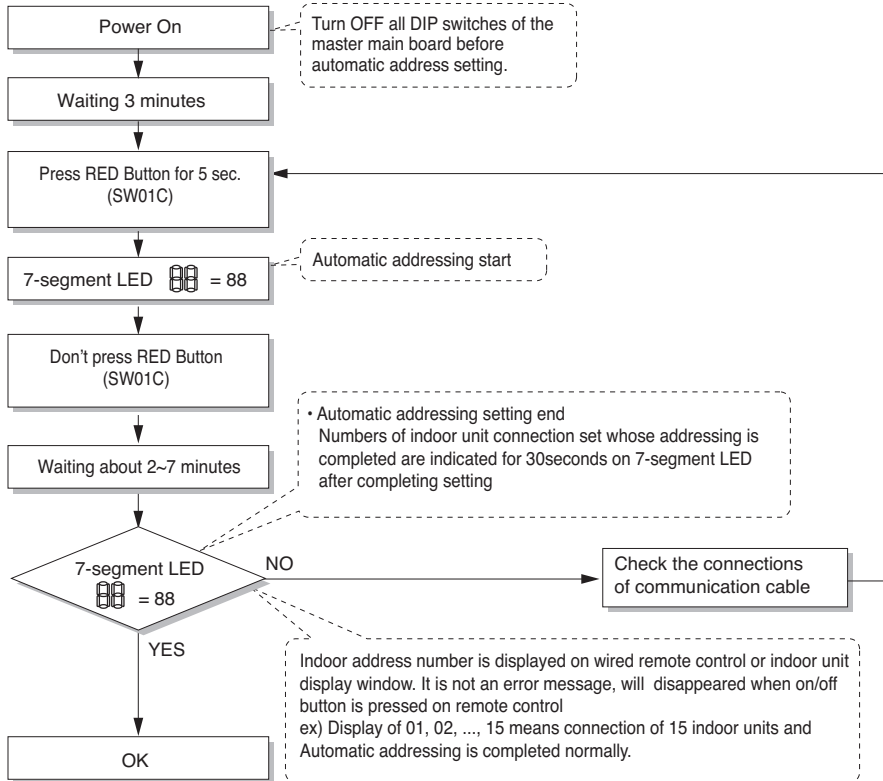 Power On
Turn OFF all DIP switches of the
master main board before
automatic address setting.
Waiting 3 minutes
Press RED Button for 5 sec.
(SW01C)
7-segment LED 88 = 88
Automatic addressing start
Don't press RED Button
(SW01C)
• Automatic addressing setting end
Numbers of indoor unit connection set whose addressing is
completed are indicated for 30seconds on 7-segment LED
after completing setting
Waiting about 2~7 minutes
7-segment LED
88 = 88
NO
Check the connections
of communication cable
YES
Indoor address number is displayed on wired remote control or indoor unit
display window. It is not an error message, will disappeared when on/off
button is pressed on remote control
ex) Display of 01, 02, ..., 15 means connection of 15 indoor units and
Automatic addressing is completed normally.
OK